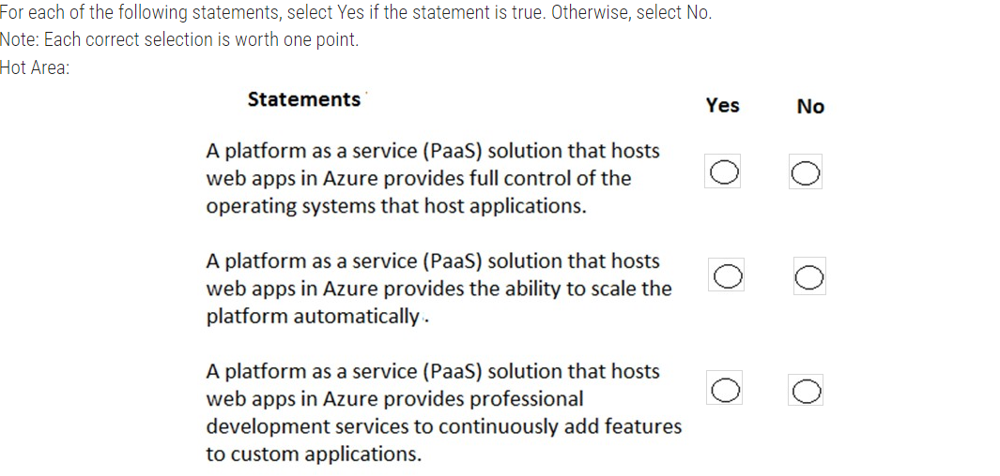 For each of the following statements, select Yes if the statement is true. Otherwise, select No.
Note: Each correct selection is worth one point.
Hot Area:
Statements Yes No
A platform as a service (PaaS) solution that hosts
web apps in Azure provides full control of the
operating systems that host applications.
A platform as a service (PaaS) solution that hosts
web apps in Azure provides the ability to scale the
platform automatically.
A platform as a service (PaaS) solution that hosts
web apps in Azure provides professional
development services to continuously add features
to custom applications.